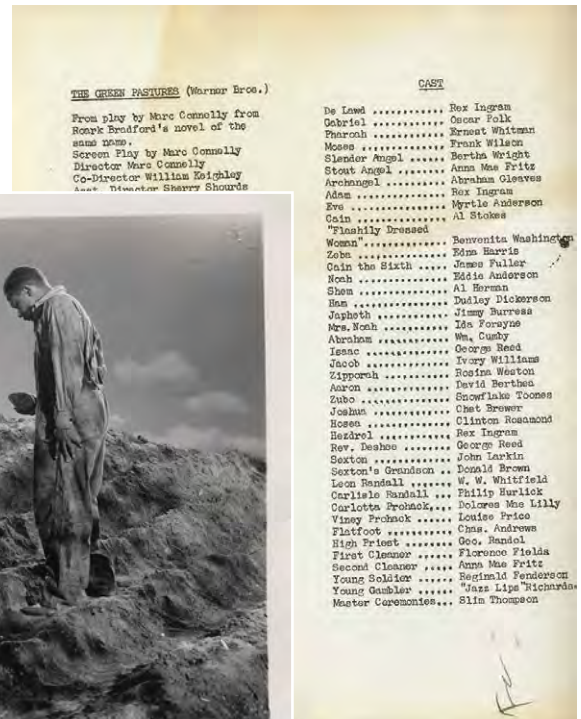 THE GREEN PASTURES (Warner Bros.)
From play by Marc Connelly from
Roark Bradford's novel of the
same name.
Screen Play by Marc Connelly
Director Marc Connelly
Co-Director William Keighley
Asst. Director Sherry Shourds
CAST
De Lawd ............ Rex Ingram
Gabriel ............ Oscar Polk
Pharoah ............ Ernest Whitman
Moses .............. Frank Wilson
Slender Angel ...... Bertha Wright
Stout Angel ........ Anna Mae Fritz
Archangel .......... Abraham Gleaves
Adam ............... Rex Ingram
Eve ................ Myrtle Anderson
Cain ............... Al Stokes
"Flashily Dressed
Woman"............. Benvenita Washington
Zeba ............... Edna Harris
Cain the Sixth ..... James Fuller
Noah ............... Eddie Anderson
Shem ............... Al Herman
Ham ................ Dudley Dickerson
Japheth ............ Jimmy Burress
Mrs. Noah .......... Ida Forsyne
Abraham ............ Wm. Cumby
Isaac .............. George Reed
Jacob .............. Ivory Williams
Zipporah ........... Rosina Weston
Aaron .............. David Berthea
Zubo ............... Snowflake Toones
Joshua ............. Chet Brewer
Hosea .............. Clinton Rosamond
Hezdrel ............ Rex Ingram
Rev. Deshee ........ George Reed
Sexton ............. John Larkin
Sexton's Grandson .. Donald Brown
Leon Randall ....... W. W. Whitfield
Carlisle Randall ... Philip Hurlick
Carlotta Prohack.... Dolores Mae Lilly
Viney Prohack ...... Louise Price
Flatfoot ........... Chas. Andrews
High Priest ........ Geo. Randol
First Cleaner ...... Florence Fields
Second Cleaner ..... Anna Mae Fritz
Young Soldier ...... Reginald Fenderson
Young Gambler ...... "Jazz Lips"Richards
Master Ceremonies... Slim Thompson